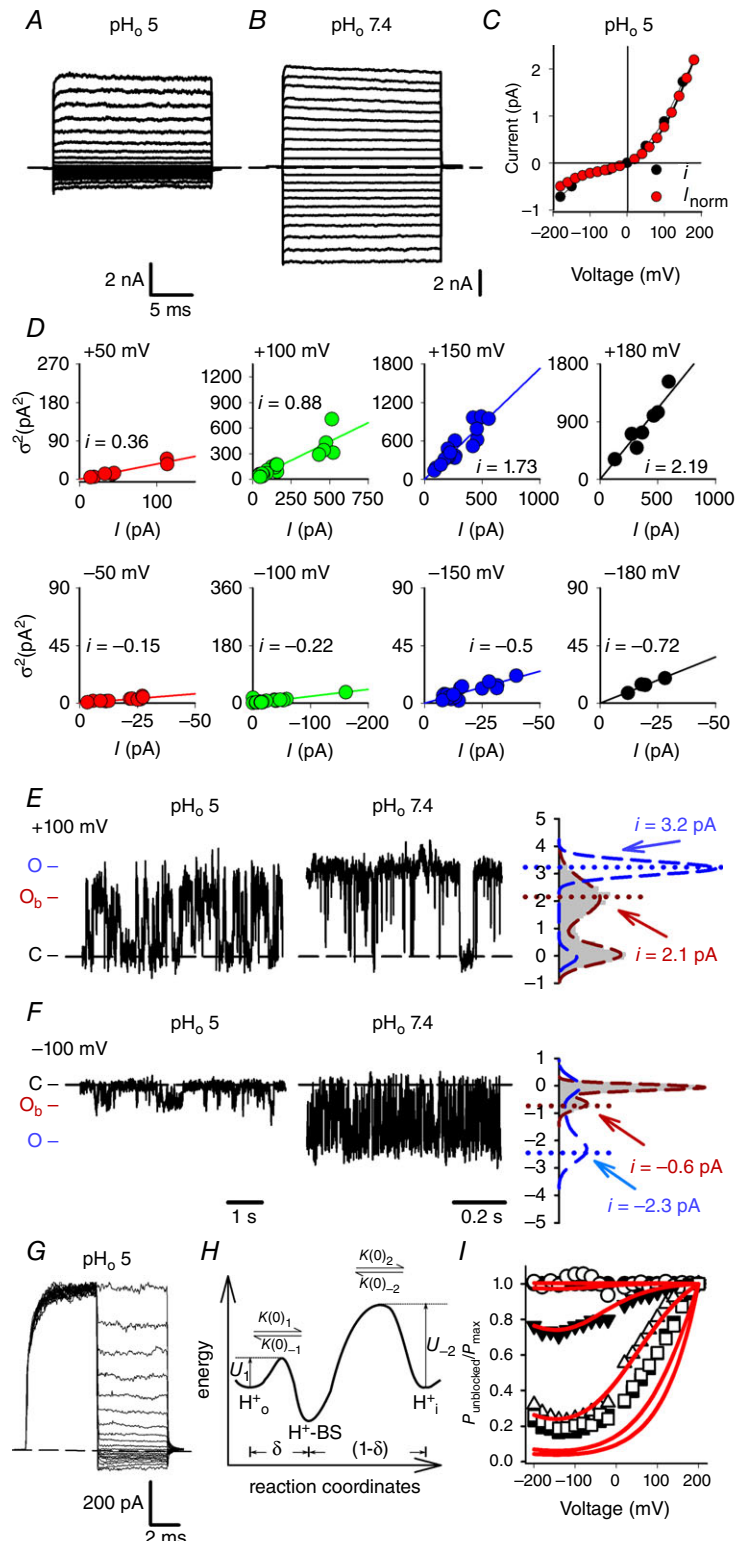 A
pHo 5
B
pHo 7.4
C
pHo 5
2 nA
5 ms
2 nA
Current (pA)
2
1
0
−1
i
Inorm
−200 −100 0 100 200
Voltage (mV)
D
+50 mV
+100 mV
+150 mV
+180 mV
σ2(pA2)
270
180
90
0
i = 0.36
0 100
I (pA)
1200
900
600
300
0
i = 0.88
0 250 500 750
I (pA)
1800
1200
600
0
i = 1.73
0 500 1000
I (pA)
1800
900
0
i = 2.19
0 500 1000
I (pA)
−50 mV
−100 mV
−150 mV
−180 mV
σ2(pA2)
90
45
0
i = −0.15
0 −25 −50
I (pA)
360
180
0
i = −0.22
0 −100 −200
I (pA)
90
45
0
i = −0.5
0 −25 −50
I (pA)
90
45
0
i = −0.72
0 −25 −50
I (pA)
E
pHo 5
pHo 7.4
+100 mV
O
Ob
C
5
4
3
2
1
0
−1
i = 3.2 pA
i = 2.1 pA
F
pHo 5
pHo 7.4
−100 mV
C
Ob
O
1 s
0.2 s
1
0
−1
−2
−3
−4
−5
i = −0.6 pA
i = −2.3 pA
G
pHo 5
200 pA
2 ms
H
energy
K(0)1
K(0)−1
K(0)2
K(0)−2
U1
U−2
H+o
H+-BS
H+i
δ
(1-δ)
reaction coordinates
I
Punblocked/Pmax
1.0
0.8
0.6
0.4
0.2
0.0
−200 −100 0 100 200
Voltage (mV)